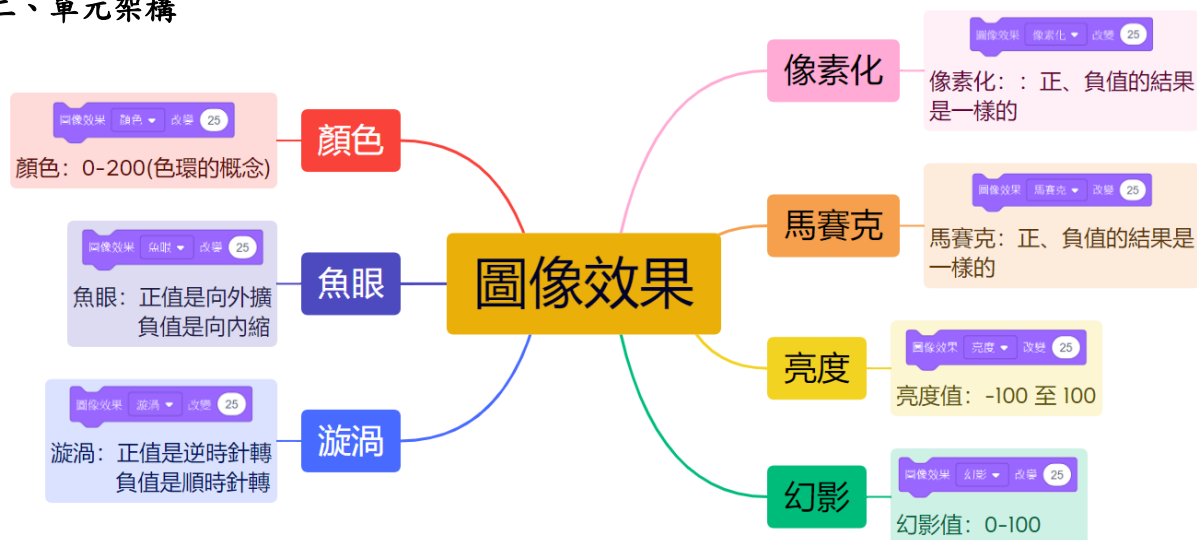 二、單元架構
圖像效果
圖像效果 顏色 改變 25
顏色：0-200(色環的概念)
顏色
圖像效果 魚眼 改變 25
魚眼：正值是向外擴
負值是向內縮
魚眼
圖像效果 漩渦 改變 25
漩渦：正值是逆時針轉
負值是順時針轉
漩渦
像素化
圖像效果 像素化 改變 25
像素化：：正、負值的結果
是一樣的
馬賽克
圖像效果 馬賽克 改變 25
馬賽克：正、負值的結果是
一樣的
亮度
圖像效果 亮度 改變 25
亮度值：-100 至 100
幻影
圖像效果 幻影 改變 25
幻影值：0-100